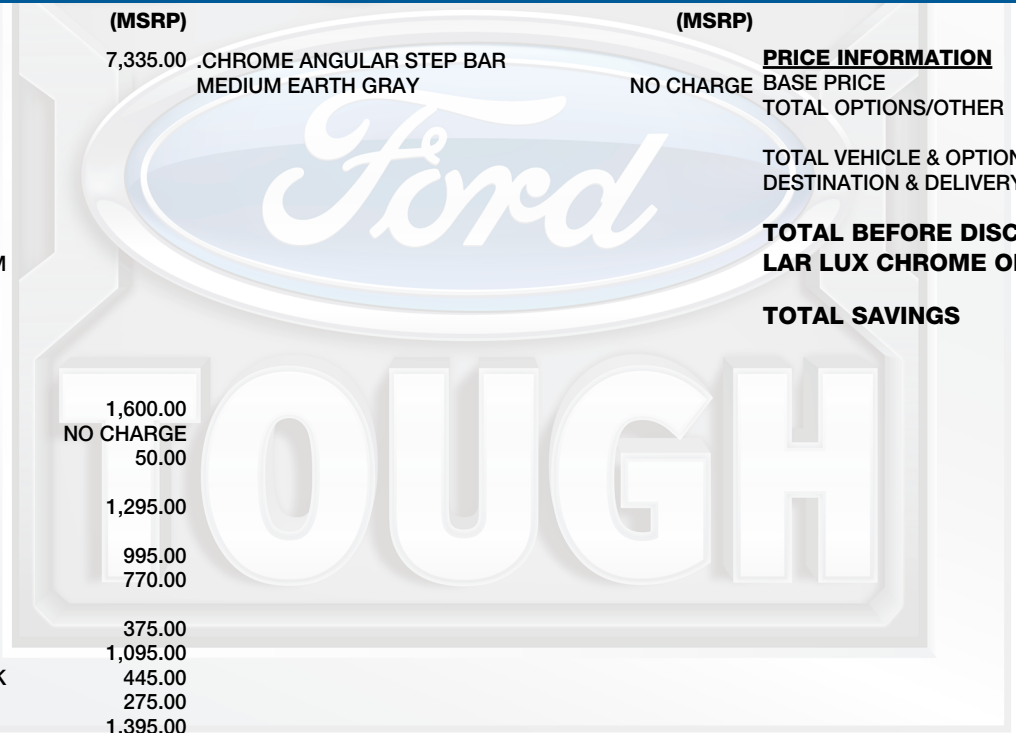 (MSRP)
7,335.00
M
1,600.00
NO CHARGE
50.00
1,295.00
995.00
770.00
375.00
1,095.00
K 445.00
275.00
1,395.00
(MSRP)
.CHROME ANGULAR STEP BAR
MEDIUM EARTH GRAY NO CHARGE
PRICE INFORMATION
BASE PRICE
TOTAL OPTIONS/OTHER
TOTAL VEHICLE & OPTION
DESTINATION & DELIVERY
TOTAL BEFORE DISC
LAR LUX CHROME
TOTAL SAVINGS
Ford
TOUGH